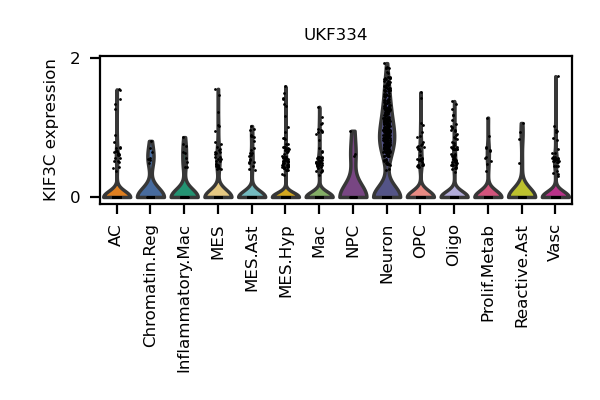 UKF334
KIF3C expression
2
0
AC
Chromatin.Reg
Inflammatory.Mac
MES
MES.Ast
MES.Hyp
Mac
NPC
Neuron
OPC
Oligo
Prolif.Metab
Reactive.Ast
Vasc